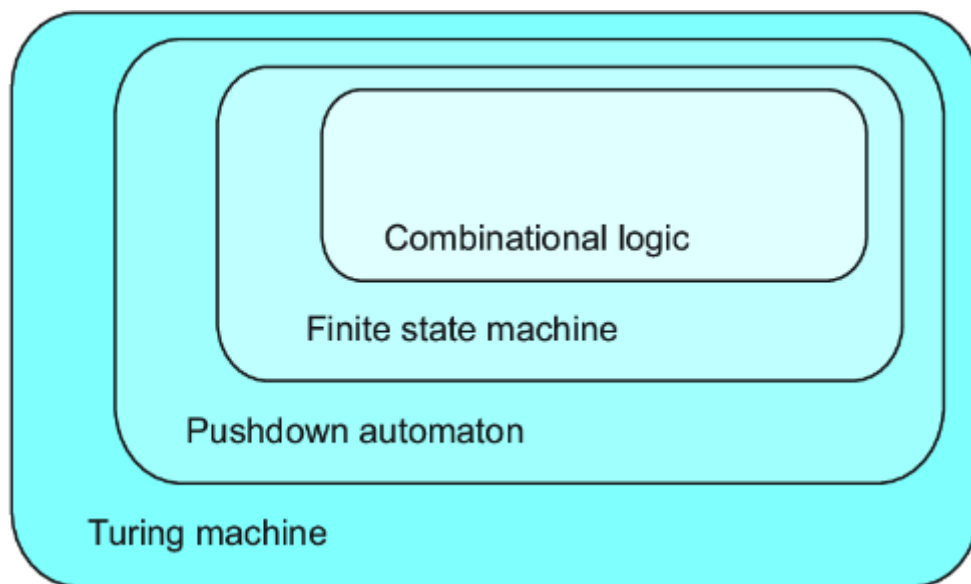 Combinational logic
Finite state machine
Pushdown automaton
Turing machine